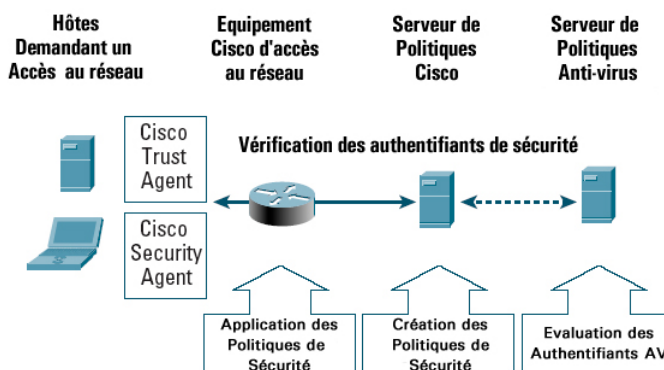 Hôtes
Demandant un
Accès au réseau
Equipement
Cisco d'accès
au réseau
Serveur de
Politiques
Cisco
Serveur de
Politiques
Anti-virus
Cisco
Trust
Agent
Vérification des authentifiants de sécurité
Cisco
Security
Agent
Application des
Politiques de
Sécurité
Création des
Politiques de
Sécurité
Evaluation des
Authentifiants AV